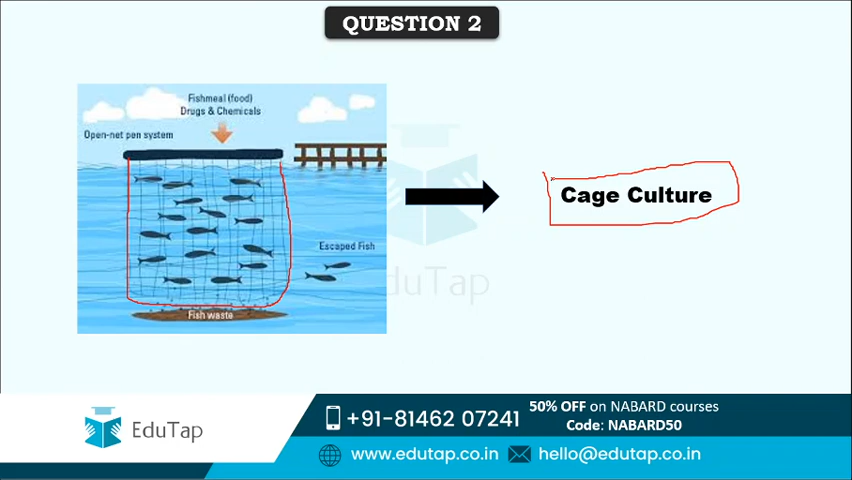 QUESTION 2
Fishmeal (food)
Drugs & Chemicals
Open-net pen system
Cage Culture
Escaped Fish
duTap
Fish waste
EduTap
+91-81462 07241
50% OFF on NABARD courses
Code: NABARD50
www.edutap.co.in
hello@edutap.co.in